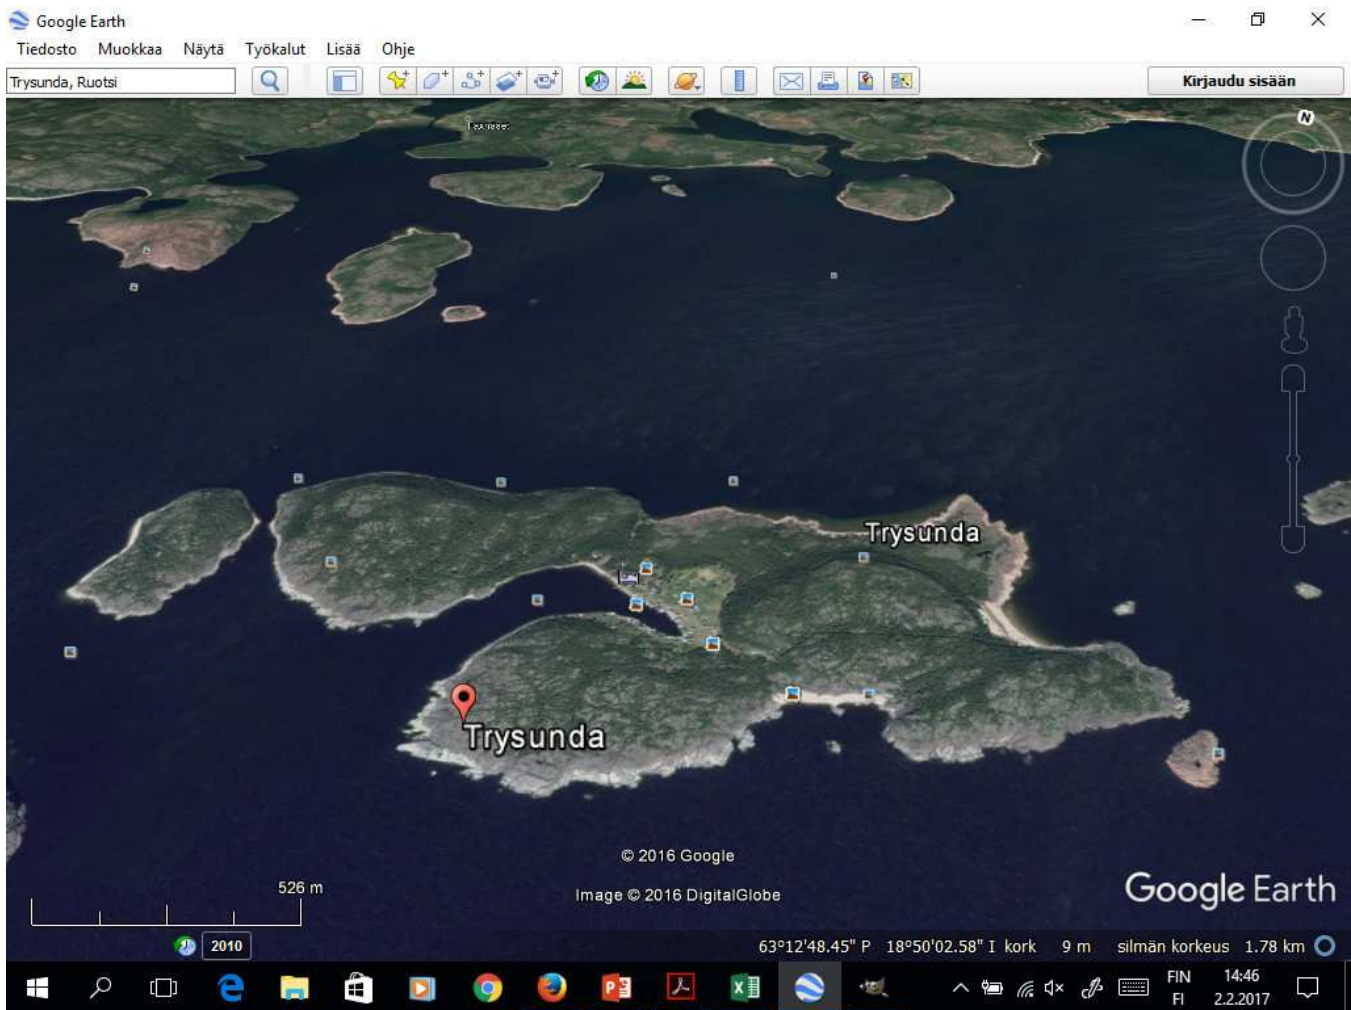 Google Earth
Tiedosto Muokkaa Näytä Työkalut Lisää Ohje
Trysunda, Ruotsi
Kirjaudu sisään
N
Trysunda
Trysunda
© 2016 Google
Image © 2016 DigitalGlobe
Google Earth
526 m
2010
63°12'48.45" P 18°50'02.58" I kork 9 m silmän korkeus 1.78 km
FIN
FI
14:46
2.2.2017